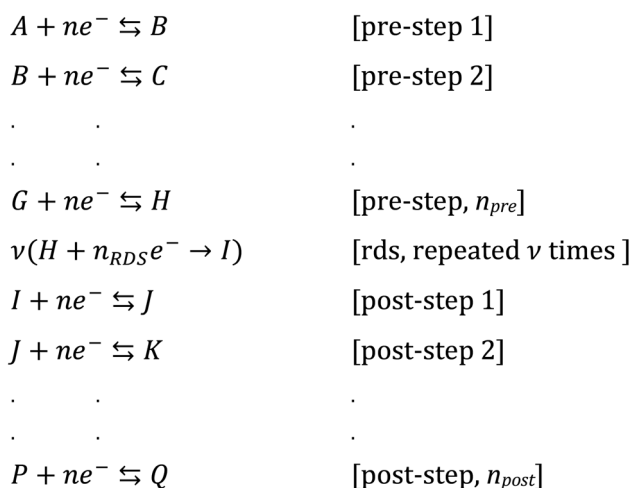 A + ne⁻ ⇆ B [pre-step 1]
B + ne⁻ ⇆ C [pre-step 2]
. . .
. . .
G + ne⁻ ⇆ H [pre-step, nₚᵣₑ]
ν(H + n_RDS e⁻ → I) [rds, repeated ν times ]
I + ne⁻ ⇆ J [post-step 1]
J + ne⁻ ⇆ K [post-step 2]
. . .
. . .
P + ne⁻ ⇆ Q [post-step, n_post]